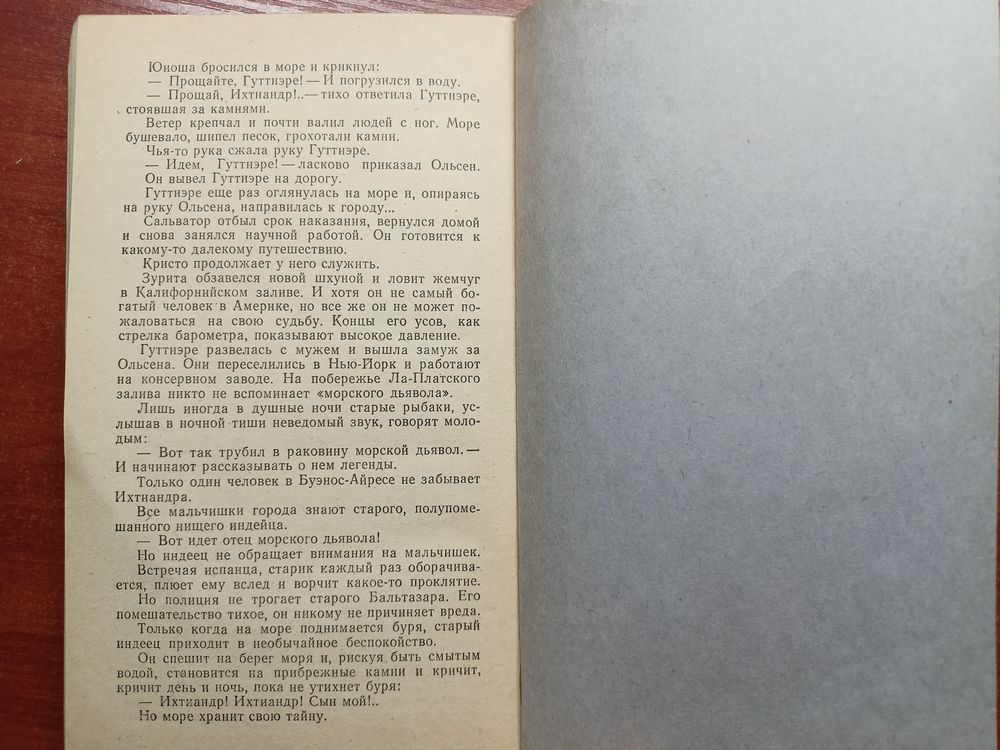 Юноша бросился в море и крикнул:
— Прощайте, Гуттиэре! — И погрузился в воду.
— Прощай, Ихтиандр!..— тихо ответила Гуттиэре,
стоявшая за камнями.
Ветер крепчал и почти валил людей с ног. Море
бушевало, шипел песок, грохотали камни.
Чья-то рука сжала руку Гуттиэре.
— Идем, Гуттиэре! — ласково приказал Ольсен.
Он вывел Гуттиэре на дорогу.
Гуттиэре еще раз оглянулась на море и, опираясь
на руку Ольсена, направилась к городу...
Сальватор отбыл срок наказания, вернулся домой
и снова занялся научной работой. Он готовится к
какому-то далекому путешествию.
Кристо продолжает у него служить.
Зурита обзавелся новой шхуной и ловит жемчуг
в Калифорнийском заливе. И хотя он не самый бо-
гатый человек в Америке, но все же он не может по-
жаловаться на свою судьбу. Концы его усов, как
стрелка барометра, показывают высокое давление.
Гуттиэре развелась с мужем и вышла замуж за
Ольсена. Они переселились в Нью-Йорк и работают
на консервном заводе. На побережье Ла-Платского
залива никто не вспоминает «морского дьявола».
Лишь иногда в душные ночи старые рыбаки, ус-
лышав в ночной тиши неведомый звук, говорят моло-
дым:
— Вот так трубил в раковину морской дьявол. —
И начинают рассказывать о нем легенды.
Только один человек в Буэнос-Айресе не забывает
Ихтиандра.
Все мальчишки города знают старого, полупоме-
шанного нищего индейца.
— Вот идет отец морского дьявола!
Но индеец не обращает внимания на мальчишек.
Встречая испанца, старик каждый раз оборачива-
ется, плюет ему вслед и ворчит какое-то проклятие.
Но полиция не трогает старого Бальтазара. Его
помешательство тихое, он никому не причиняет вреда.
Только когда на море поднимается буря, старый
индеец приходит в необычайное беспокойство.
Он спешит на берег моря и, рискуя быть смытым
водой, становится на прибрежные камни и кричит,
кричит день и ночь, пока не утихнет буря:
— Ихтиандр! Ихтиандр! Сын мой!..
Но море хранит свою тайну.